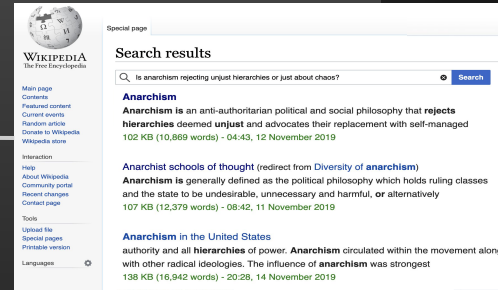 Special page
WIKIPEDIA
The Free Encyclopedia
Main page
Contents
Featured content
Current events
Random article
Donate to Wikipedia
Wikipedia store
Interaction
Help
About Wikipedia
Community portal
Recent changes
Contact page
Tools
Upload file
Special pages
Printable version
Languages
Search results
Is anarchism rejecting unjust hierarchies or just about chaos?
Search
Anarchism
Anarchism is an anti-authoritarian political and social philosophy that rejects
hierarchies deemed unjust and advocates their replacement with self-managed
102 KB (10,869 words) - 04:43, 12 November 2019
Anarchist schools of thought (redirect from Diversity of anarchism)
Anarchism is generally defined as the political philosophy which holds ruling classes
and the state to be undesirable, unnecessary and harmful, or alternatively
107 KB (12,379 words) - 08:42, 11 November 2019
Anarchism in the United States
authority and all hierarchies of power. Anarchism circulated within the movement along
with other radical ideologies. The influence of anarchism was strongest
138 KB (16,942 words) - 20:28, 14 November 2019